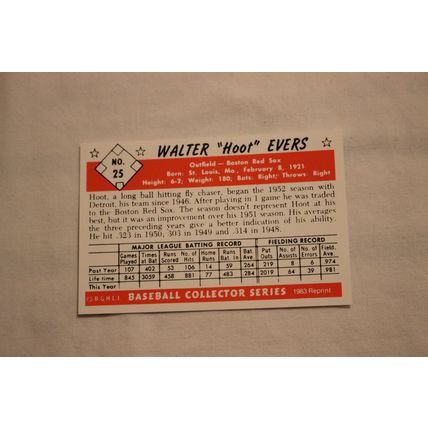 NO.
25
WALTER "Hoot" EVERS
Outfield — Boston Red Sox
Born: St. Louis, Mo., February 8, 1921
Height: 6-2; Weight: 180; Bats: Right; Throws: Right
Hoot, a long ball hitting fly chaser, began the 1952 season with
Detroit, his team since 1946. After playing in 1 game he was traded
to the Boston Red Sox. The season doesn't represent Hoot at his
best, but it was an improvement over his 1951 season. His averages
the three preceding years give a better indication of his ability.
He hit .323 in 1950, .303 in 1949 and .314 in 1948.
MAJOR LEAGUE BATTING RECORD FIELDING RECORD
Games Played Times at Bat Runs Scored No. of Hits Home Runs Runs Bat In Bat. Ave. Put Outs No. of Assists No. of Errors Field. Ave.
Past Year 107 402 53 106 14 59 .264 219 8 6 .974
Life time 845 3059 458 881 77 483 .284 2019 64 39 .981
This Year
BASEBALL COLLECTOR SERIES 1983 Reprint